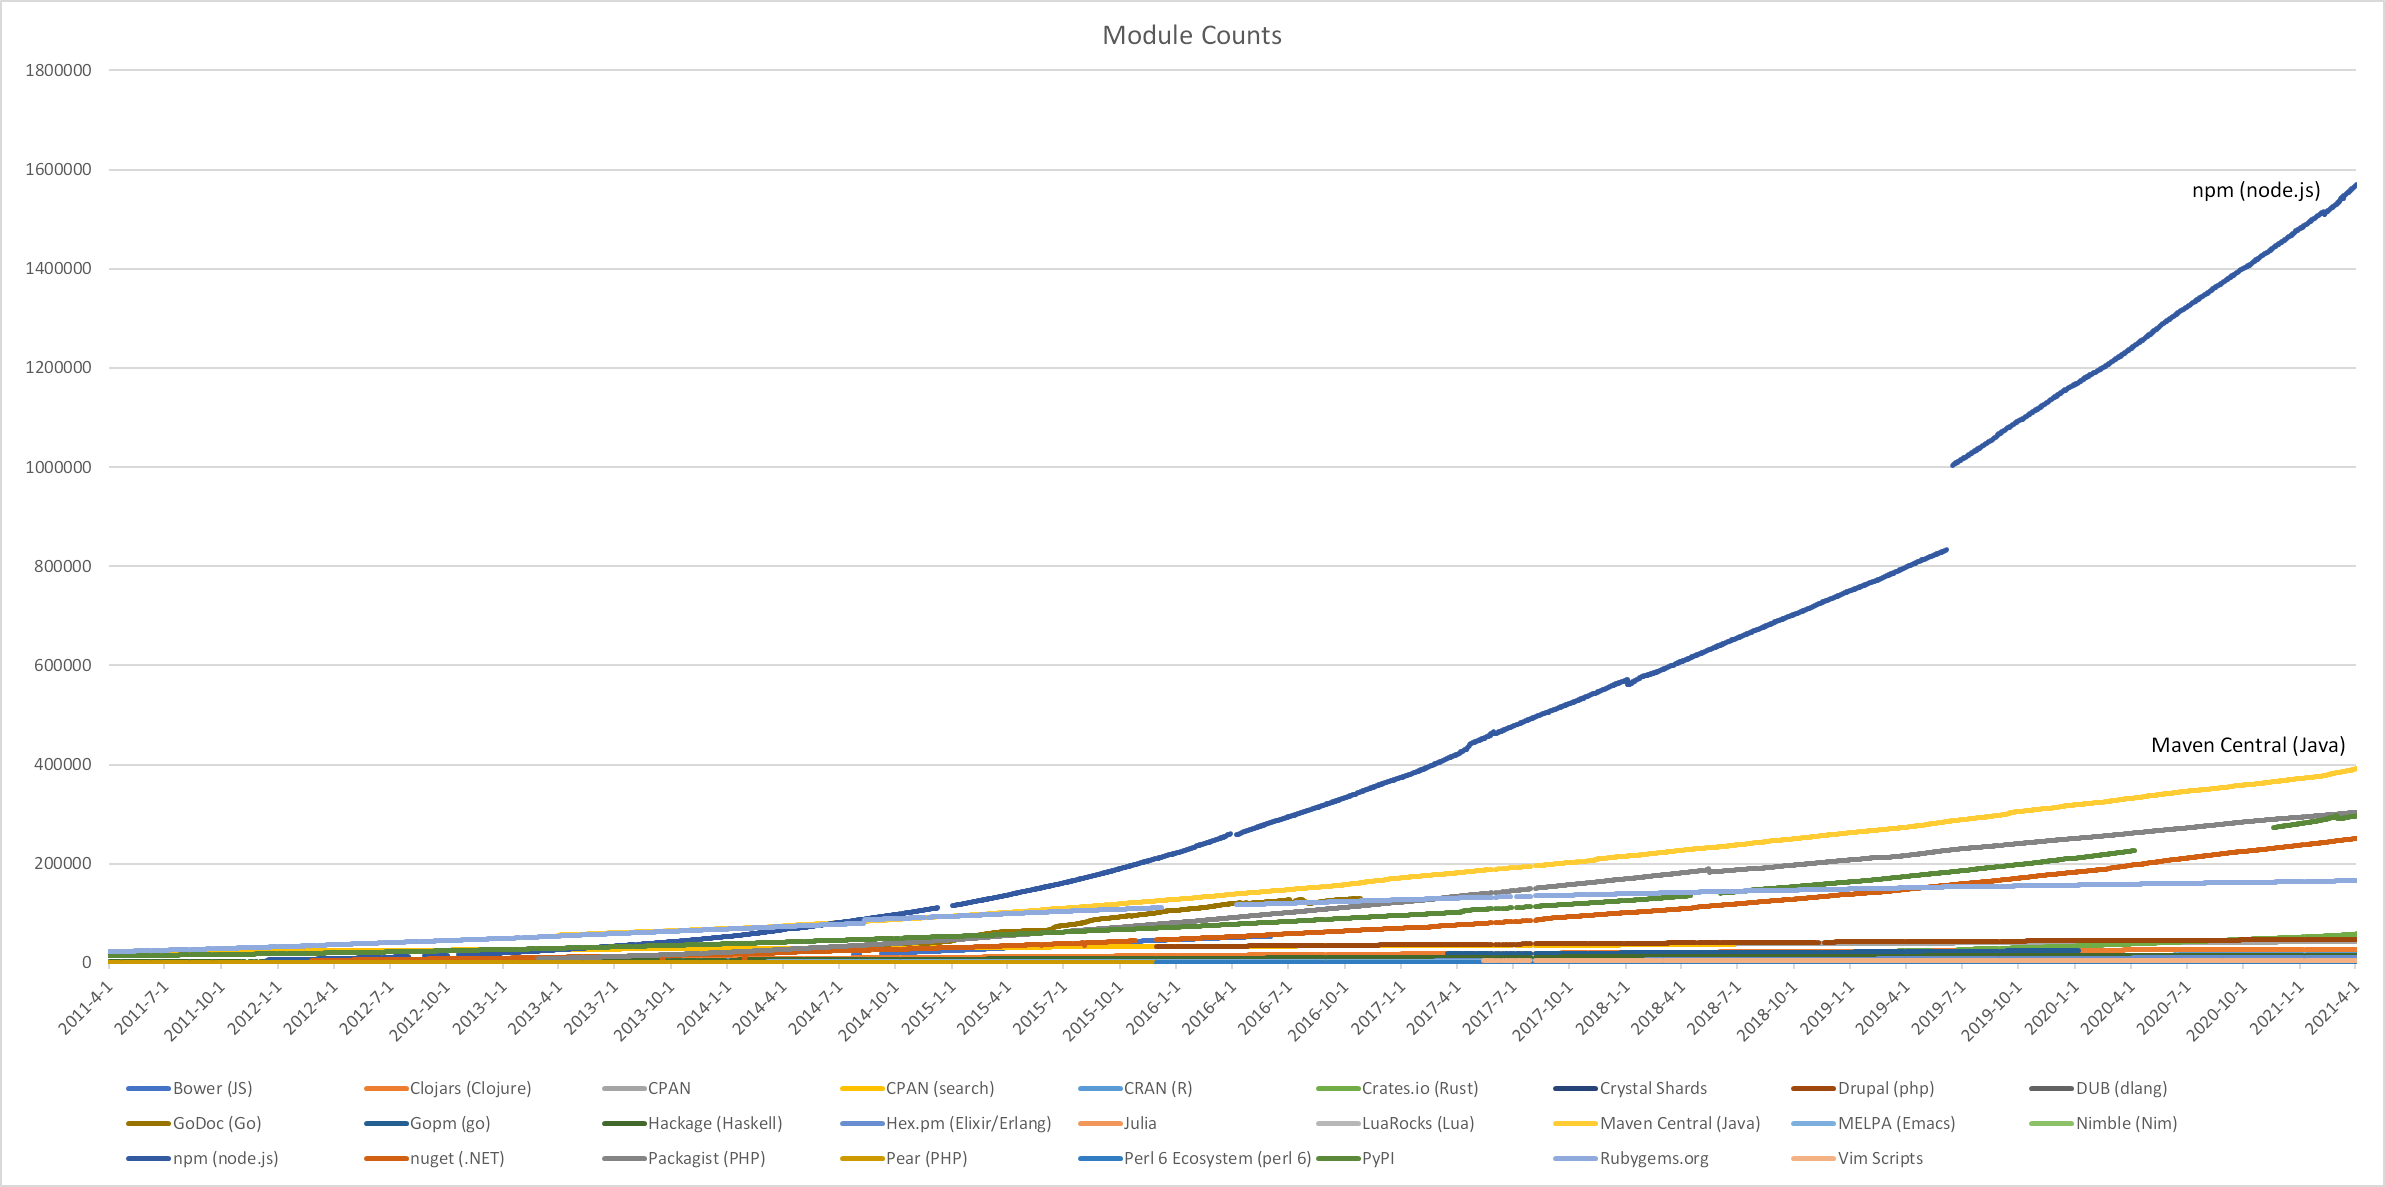 Module Counts
1800000
1600000
npm (node.js)
1400000
1200000
1000000
800000
600000
Maven Central (Java)
400000
200000
0
2011-4-1 2011-7-1 2011-10-1 2012-1-1 2012-4-1 2012-7-1 2012-10-1 2013-1-1 2013-4-1 2013-7-1 2013-10-1 2014-1-1 2014-4-1 2014-7-1 2014-10-1 2015-1-1 2015-4-1 2015-7-1 2015-10-1 2016-1-1 2016-4-1 2016-7-1 2016-10-1 2017-1-1 2017-4-1 2017-7-1 2017-10-1 2018-1-1 2018-4-1 2018-7-1 2018-10-1 2019-1-1 2019-4-1 2019-7-1 2019-10-1 2020-1-1 2020-4-1 2020-7-1 2020-10-1 2021-1-1 2021-4-1
Bower (JS) Clojars (Clojure) CPAN CPAN (search) CRAN (R) Crates.io (Rust) Crystal Shards Drupal (php) DUB (dlang)
GoDoc (Go) Gopm (go) Hackage (Haskell) Hex.pm (Elixir/Erlang) Julia LuaRocks (Lua) Maven Central (Java) MELPA (Emacs) Nimble (Nim)
npm (node.js) nuget (.NET) Packagist (PHP) Pear (PHP) Perl 6 Ecosystem (perl 6) PyPI Rubygems.org Vim Scripts